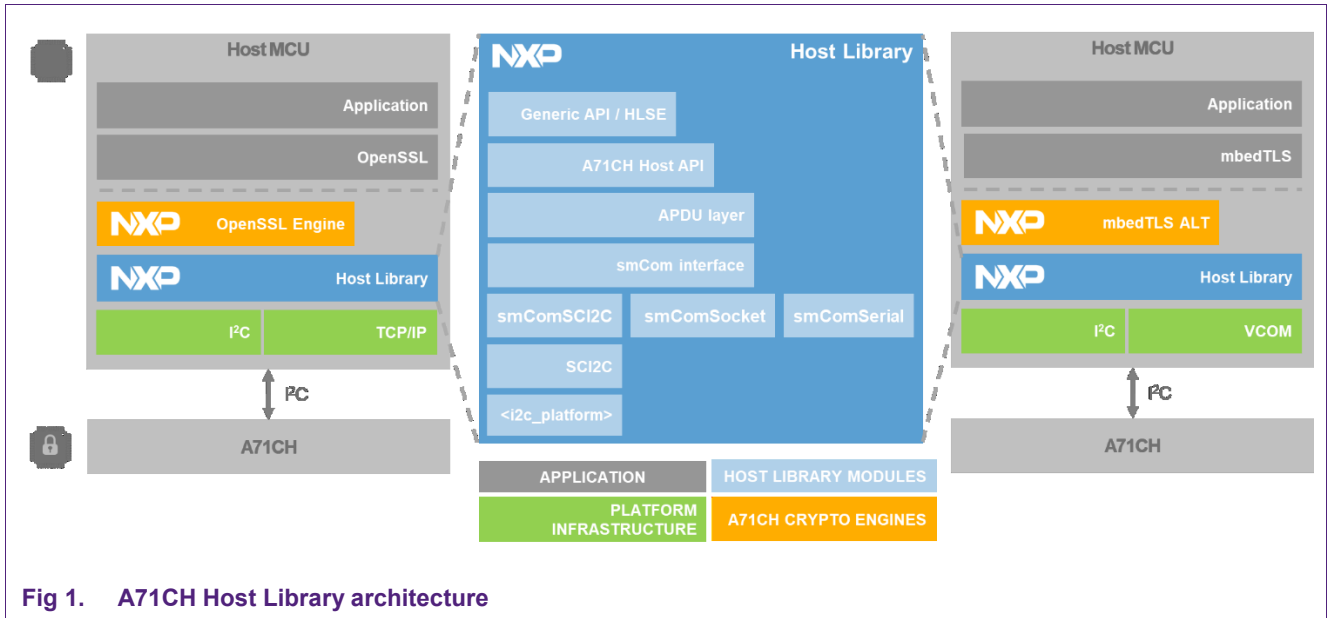 Host MCU
Application
OpenSSL
NXP OpenSSL Engine
NXP Host Library
I²C TCP/IP
I²C
A71CH
NXP Host Library
Generic API / HLSE
A71CH Host API
APDU layer
smCom interface
smComSCI2C smComSocket smComSerial
SCI2C
<i2c_platform>
APPLICATION HOST LIBRARY MODULES
PLATFORM
INFRASTRUCTURE A71CH CRYPTO ENGINES
Host MCU
Application
mbedTLS
NXP mbedTLS ALT
NXP Host Library
I²C VCOM
I²C
A71CH
Fig 1. A71CH Host Library architecture